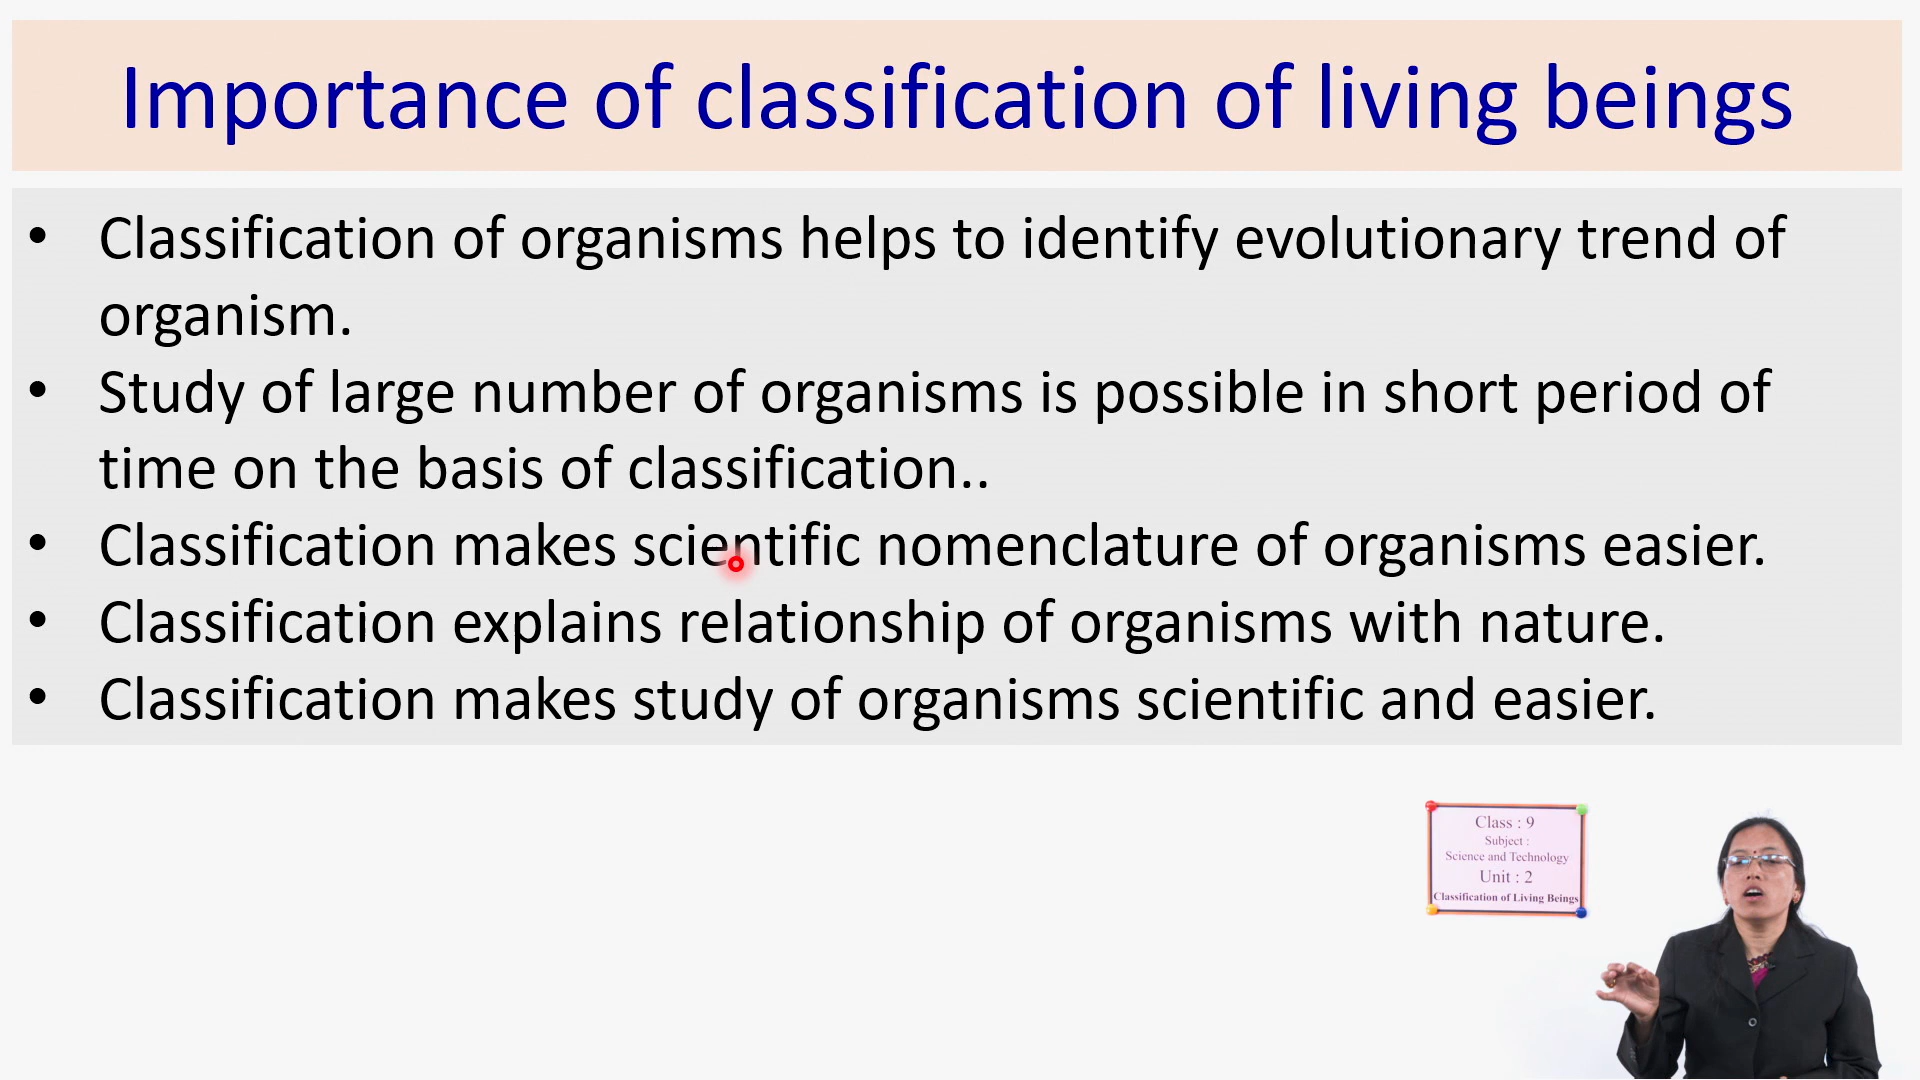 Importance of classification of living beings
• Classification of organisms helps to identify evolutionary trend of
organism.
• Study of large number of organisms is possible in short period of
time on the basis of classification..
• Classification makes scientific nomenclature of organisms easier.
• Classification explains relationship of organisms with nature.
• Classification makes study of organisms scientific and easier.
Class : 9
Subject :
Science and Technology
Unit : 2
Classification of Living Beings